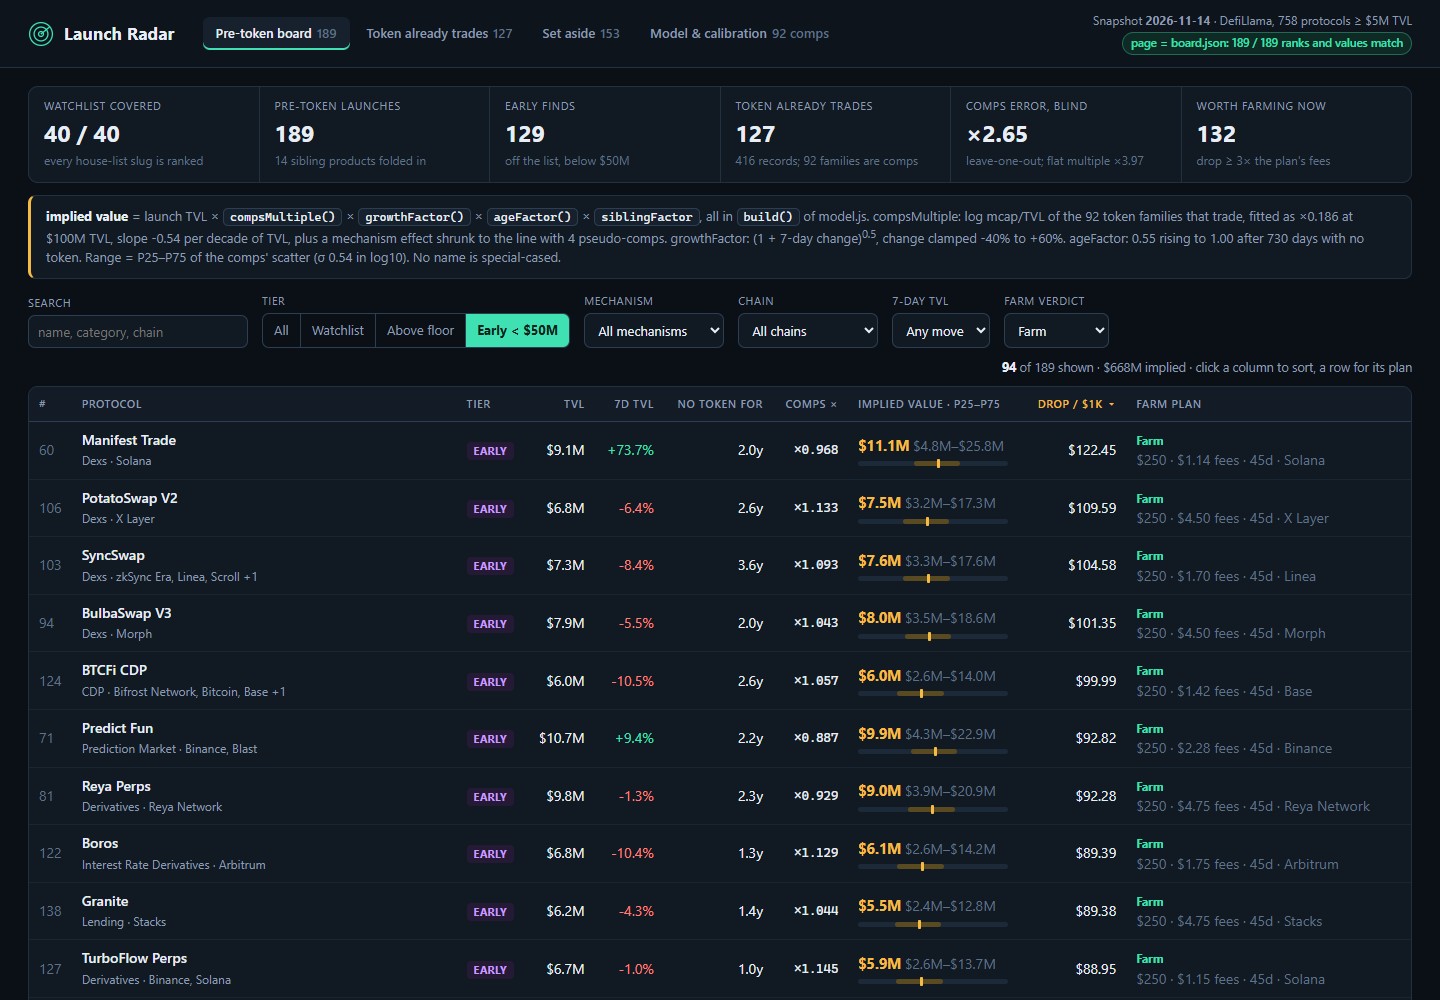 Launch Radar
Pre-token board 189
Token already trades 127
Set aside 153
Model & calibration 92 comps
Snapshot 2026-11-14 · DefiLlama, 758 protocols ≥ $5M TVL
page = board.json: 189 / 189 ranks and values match
WATCHLIST COVERED
40 / 40
every house-list slug is ranked
PRE-TOKEN LAUNCHES
189
14 sibling products folded in
EARLY FINDS
129
off the list, below $50M
TOKEN ALREADY TRADES
127
416 records; 92 families are comps
COMPS ERROR, BLIND
×2.65
leave-one-out; flat multiple ×3.97
WORTH FARMING NOW
132
drop ≥ 3× the plan's fees
implied value = launch TVL × compsMultiple() × growthFactor() × ageFactor() × siblingFactor, all in build() of model.js. compsMultiple: log mcap/TVL of the 92 token families that trade, fitted as ×0.186 at
$100M TVL, slope -0.54 per decade of TVL, plus a mechanism effect shrunk to the line with 4 pseudo-comps. growthFactor: (1 + 7-day change)^0.5, change clamped -40% to +60%. ageFactor: 0.55 rising to 1.00 after 730 days with no
token. Range = P25–P75 of the comps' scatter (σ 0.54 in log10). No name is special-cased.
SEARCH
name, category, chain
TIER
All Watchlist Above floor Early < $50M
MECHANISM
All mechanisms
CHAIN
All chains
7-DAY TVL
Any move
FARM VERDICT
Farm
94 of 189 shown · $668M implied · click a column to sort, a row for its plan
# PROTOCOL TIER TVL 7D TVL NO TOKEN FOR COMPS × IMPLIED VALUE · P25–P75 DROP / $1K FARM PLAN
60 Manifest Trade EARLY $9.1M +73.7% 2.0y ×0.968 $11.1M $4.8M–$25.8M $122.45 Farm
Dexs · Solana $250 · $1.14 fees · 45d · Solana
106 PotatoSwap V2 EARLY $6.8M -6.4% 2.6y ×1.133 $7.5M $3.2M–$17.3M $109.59 Farm
Dexs · X Layer $250 · $4.50 fees · 45d · X Layer
103 SyncSwap EARLY $7.3M -8.4% 3.6y ×1.093 $7.6M $3.3M–$17.6M $104.58 Farm
Dexs · zkSync Era, Linea, Scroll +1 $250 · $1.70 fees · 45d · Linea
94 BulbaSwap V3 EARLY $7.9M -5.5% 2.0y ×1.043 $8.0M $3.5M–$18.6M $101.35 Farm
Dexs · Morph $250 · $4.50 fees · 45d · Morph
124 BTCFi CDP EARLY $6.0M -10.5% 2.6y ×1.057 $6.0M $2.6M–$14.0M $99.99 Farm
CDP · Bifrost Network, Bitcoin, Base +1 $250 · $1.42 fees · 45d · Base
71 Predict Fun EARLY $10.7M +9.4% 2.2y ×0.887 $9.9M $4.3M–$22.9M $92.82 Farm
Prediction Market · Binance, Blast $250 · $2.28 fees · 45d · Binance
81 Reya Perps EARLY $9.8M -1.3% 2.3y ×0.929 $9.0M $3.9M–$20.9M $92.28 Farm
Derivatives · Reya Network $250 · $4.75 fees · 45d · Reya Network
122 Boros EARLY $6.8M -10.4% 1.3y ×1.129 $6.1M $2.6M–$14.2M $89.39 Farm
Interest Rate Derivatives · Arbitrum $250 · $1.75 fees · 45d · Arbitrum
138 Granite EARLY $6.2M -4.3% 1.4y ×1.044 $5.5M $2.4M–$12.8M $89.38 Farm
Lending · Stacks $250 · $4.75 fees · 45d · Stacks
127 TurboFlow Perps EARLY $6.7M -1.0% 1.0y ×1.145 $5.9M $2.6M–$13.7M $88.95 Farm
Derivatives · Binance, Solana $250 · $1.15 fees · 45d · Solana